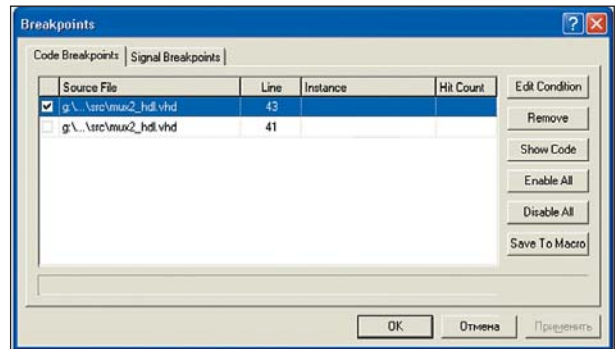 Breakpoints
Code Breakpoints Signal Breakpoints
Source File Line Instance Hit Count
g:\...\src\mux2_hdl.vhd 43
g:\...\src\mux2_hdl.vhd 41
Edit Condition
Remove
Show Code
Enable All
Disable All
Save To Macro
OK Отмена Применить